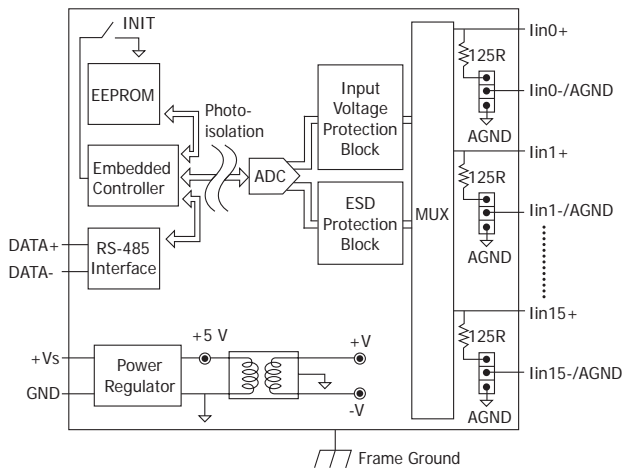 INIT
Iin0+
125R
EEPROM
Photo-
isolation
Input
Voltage
Protection
Block
Iin0-/AGND
AGND
Embedded
Controller
ADC
Iin1+
125R
MUX
ESD
Protection
Block
Iin1-/AGND
AGND
DATA+
DATA-
RS-485
Interface
Iin15+
125R
+5 V
+V
+Vs
GND
Power
Regulator
-V
Iin15-/AGND
AGND
Frame Ground